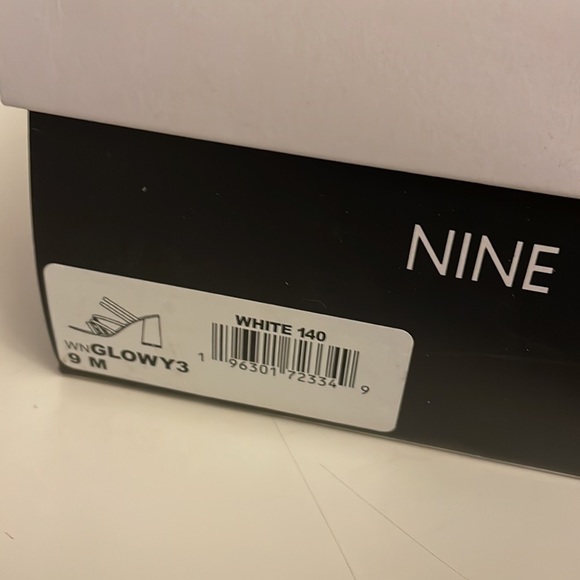 NINE
WHITE 140
WNGLOWY3
9 M
1 96301 72334 9